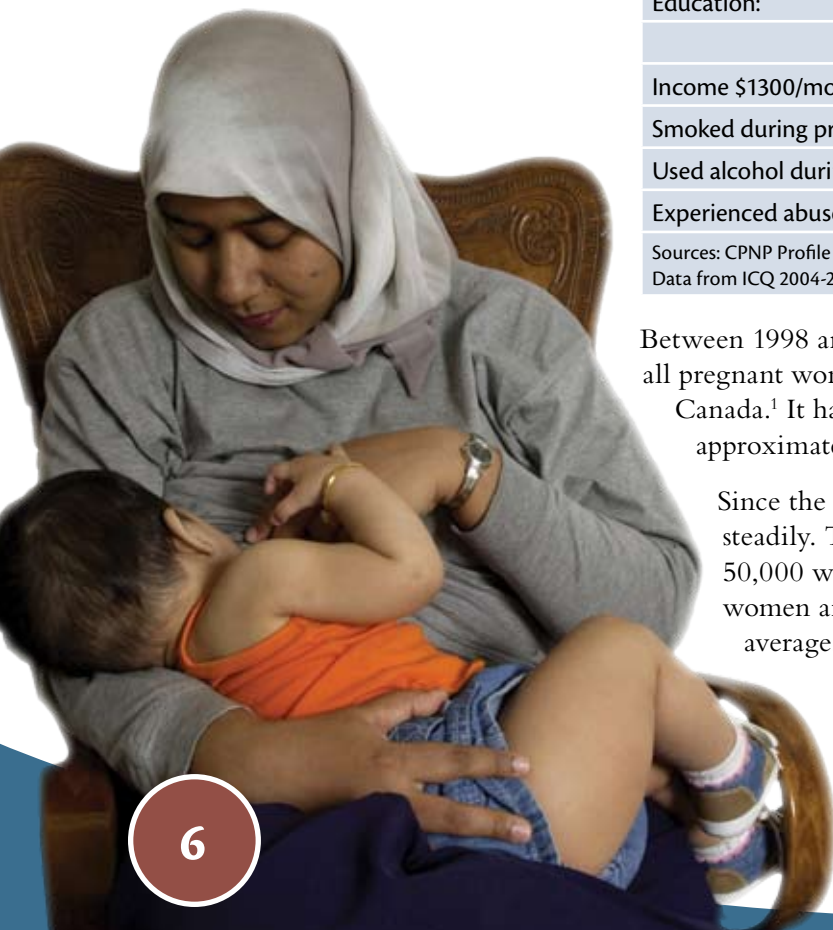 Education:
Income $1300/mo
Smoked during pr
Used alcohol duri
Experienced abuse
Sources: CPNP Profile
Data from ICQ 2004-2
Between 1998 an
all pregnant wor
Canada.¹ It ha
approximate
Since the
steadily. T
50,000 w
women ar
average
6